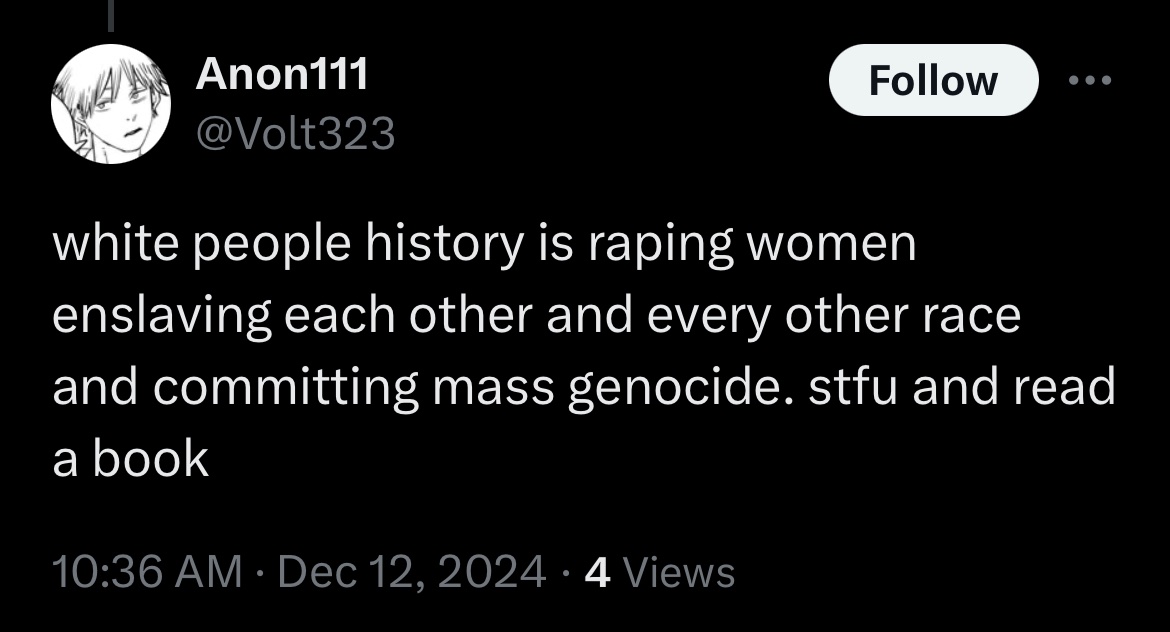 Anon111
Follow
@Volt323
white people history is raping women
enslaving each other and every other race
and committing mass genocide. stfu and read
a book
10:36 AM · Dec 12, 2024 · 4 Views